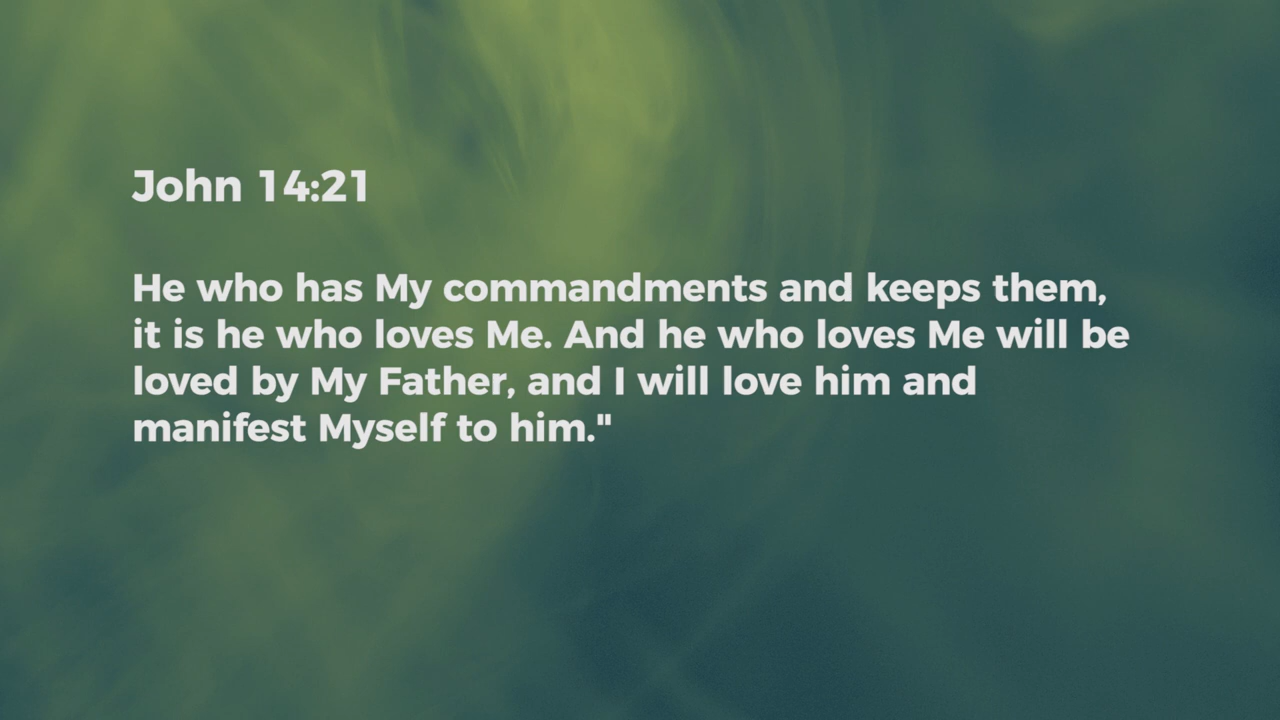 John 14:21
He who has My commandments and keeps them,
it is he who loves Me. And he who loves Me will be
loved by My Father, and I will love him and
manifest Myself to him."